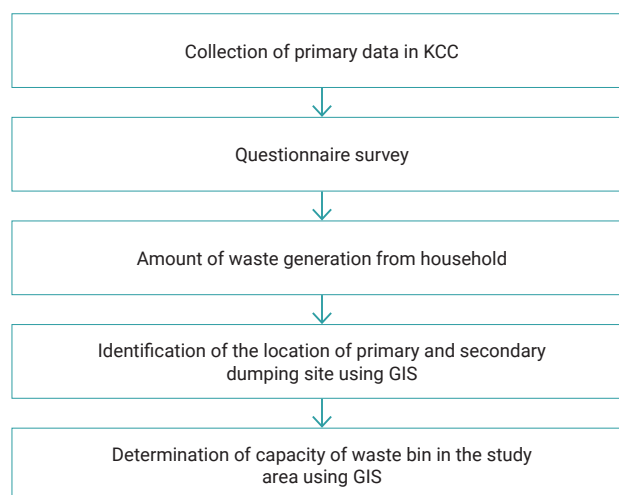 Collection of primary data in KCC
Questionnaire survey
Amount of waste generation from household
Identification of the location of primary and secondary
dumping site using GIS
Determination of capacity of waste bin in the study
area using GIS